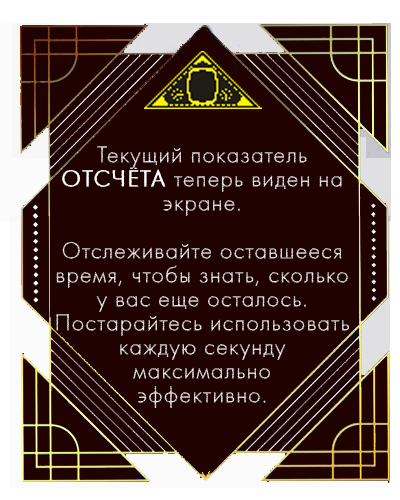 Текущий показатель
ОТСЧЁТА теперь виден на
экране.
Отслеживайте оставшееся
время, чтобы знать, сколько
у вас еще осталось.
Постарайтесь использовать
каждую секунду
максимально
эффективно.